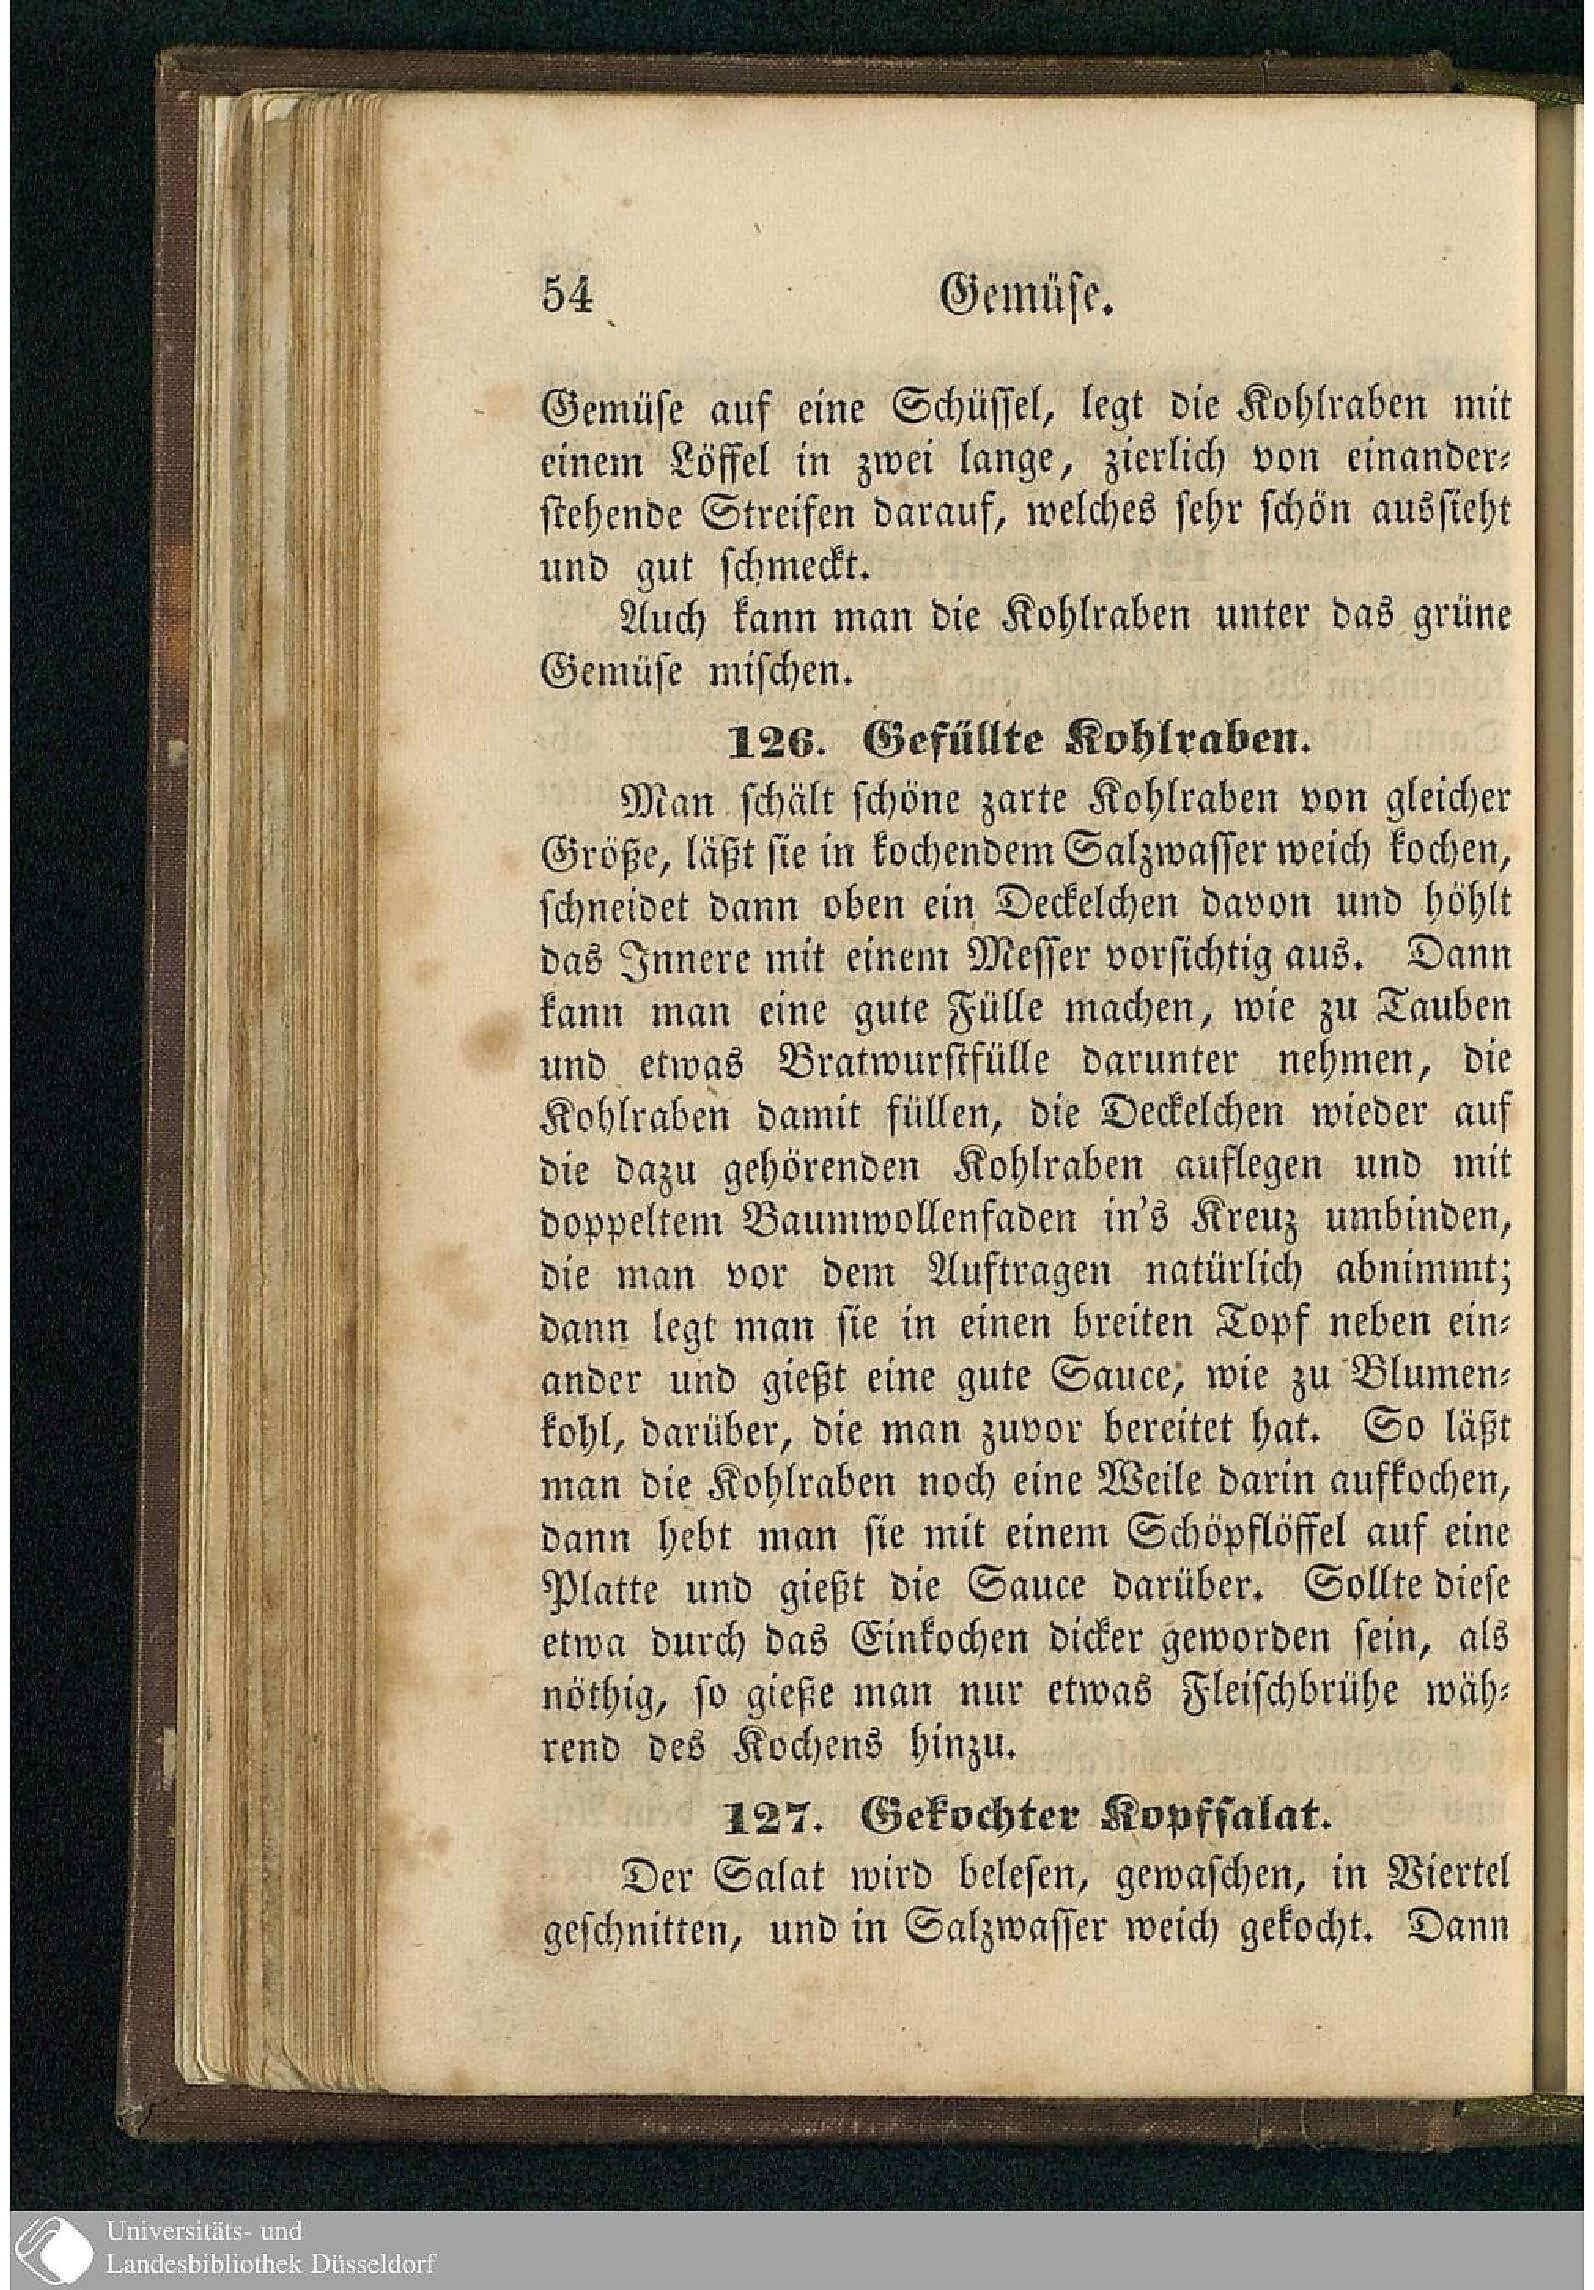 54 Gemüse.
Gemüse auf eine Schüssel, legt die Kohlraben mit
einem Löffel in zwei lange, zierlich von einander-
stehende Streifen darauf, welches sehr schön aussieht
und gut schmeckt.
Auch kann man die Kohlraben unter das grüne
Gemüse mischen.
126. Gefüllte Kohlraben.
Man schält schöne zarte Kohlraben von gleicher
Größe, läßt sie in kochendem Salzwasser weich kochen,
schneidet dann oben ein Deckelchen davon und höhlt
das Innere mit einem Messer vorsichtig aus. Dann
kann man eine gute Fülle machen, wie zu Tauben
und etwas Bratwurstfülle darunter nehmen, die
Kohlraben damit füllen, die Deckelchen wieder auf
die dazu gehörenden Kohlraben auflegen und mit
doppeltem Baumwollenfaden in's Kreuz umbinden,
die man vor dem Auftragen natürlich abnimmt;
dann legt man sie in einen breiten Topf neben ein-
ander und gießt eine gute Sauce, wie zu Blumen-
kohl, darüber, die man zuvor bereitet hat. So läßt
man die Kohlraben noch eine Weile darin aufkochen,
dann hebt man sie mit einem Schöpflöffel auf eine
Platte und gießt die Sauce darüber. Sollte diese
etwa durch das Einkochen dicker geworden sein, als
nöthig, so gieße man nur etwas Fleischbrühe wäh-
rend des Kochens hinzu.
127. Gekochter Kopfsalat.
Der Salat wird belesen, gewaschen, in Viertel
geschnitten, und in Salzwasser weich gekocht. Dann
Universitäts- und
Landesbibliothek Düsseldorf